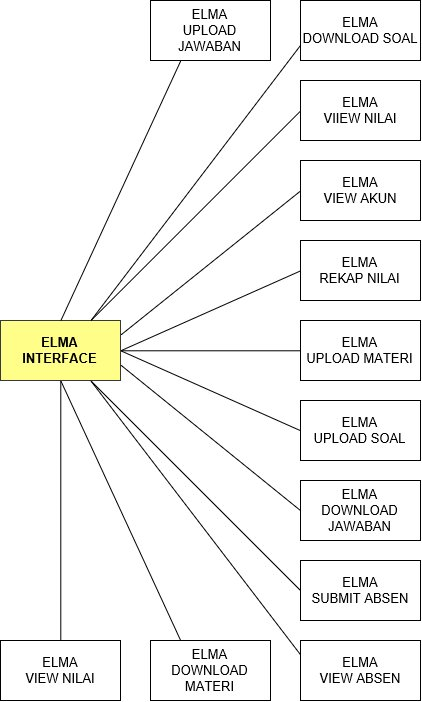 ELMA
UPLOAD
JAWABAN
ELMA
DOWNLOAD SOAL
ELMA
VIIEW NILAI
ELMA
VIEW AKUN
ELMA
REKAP NILAI
ELMA
INTERFACE
ELMA
UPLOAD MATERI
ELMA
UPLOAD SOAL
ELMA
DOWNLOAD
JAWABAN
ELMA
SUBMIT ABSEN
ELMA
VIEW NILAI
ELMA
DOWNLOAD
MATERI
ELMA
VIEW ABSEN